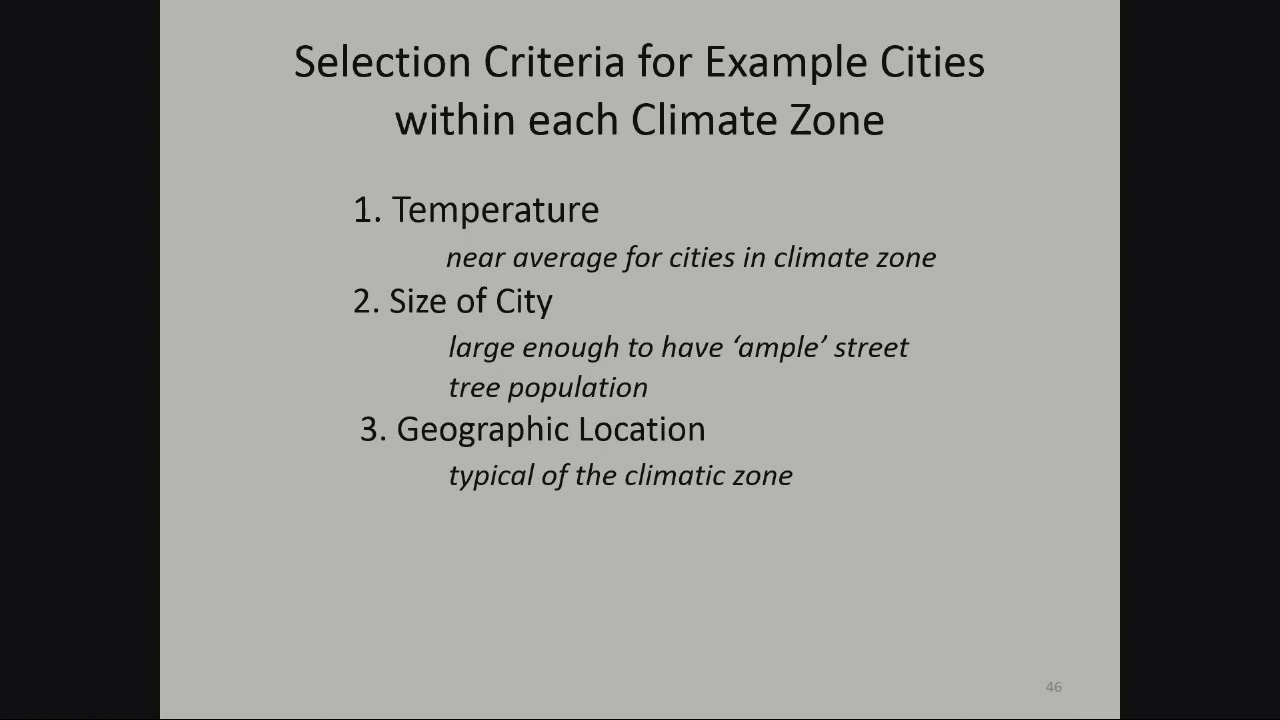 Selection Criteria for Example Cities
within each Climate Zone
1. Temperature
near average for cities in climate zone
2. Size of City
large enough to have ‘ample’ street
tree population
3. Geographic Location
typical of the climatic zone
46